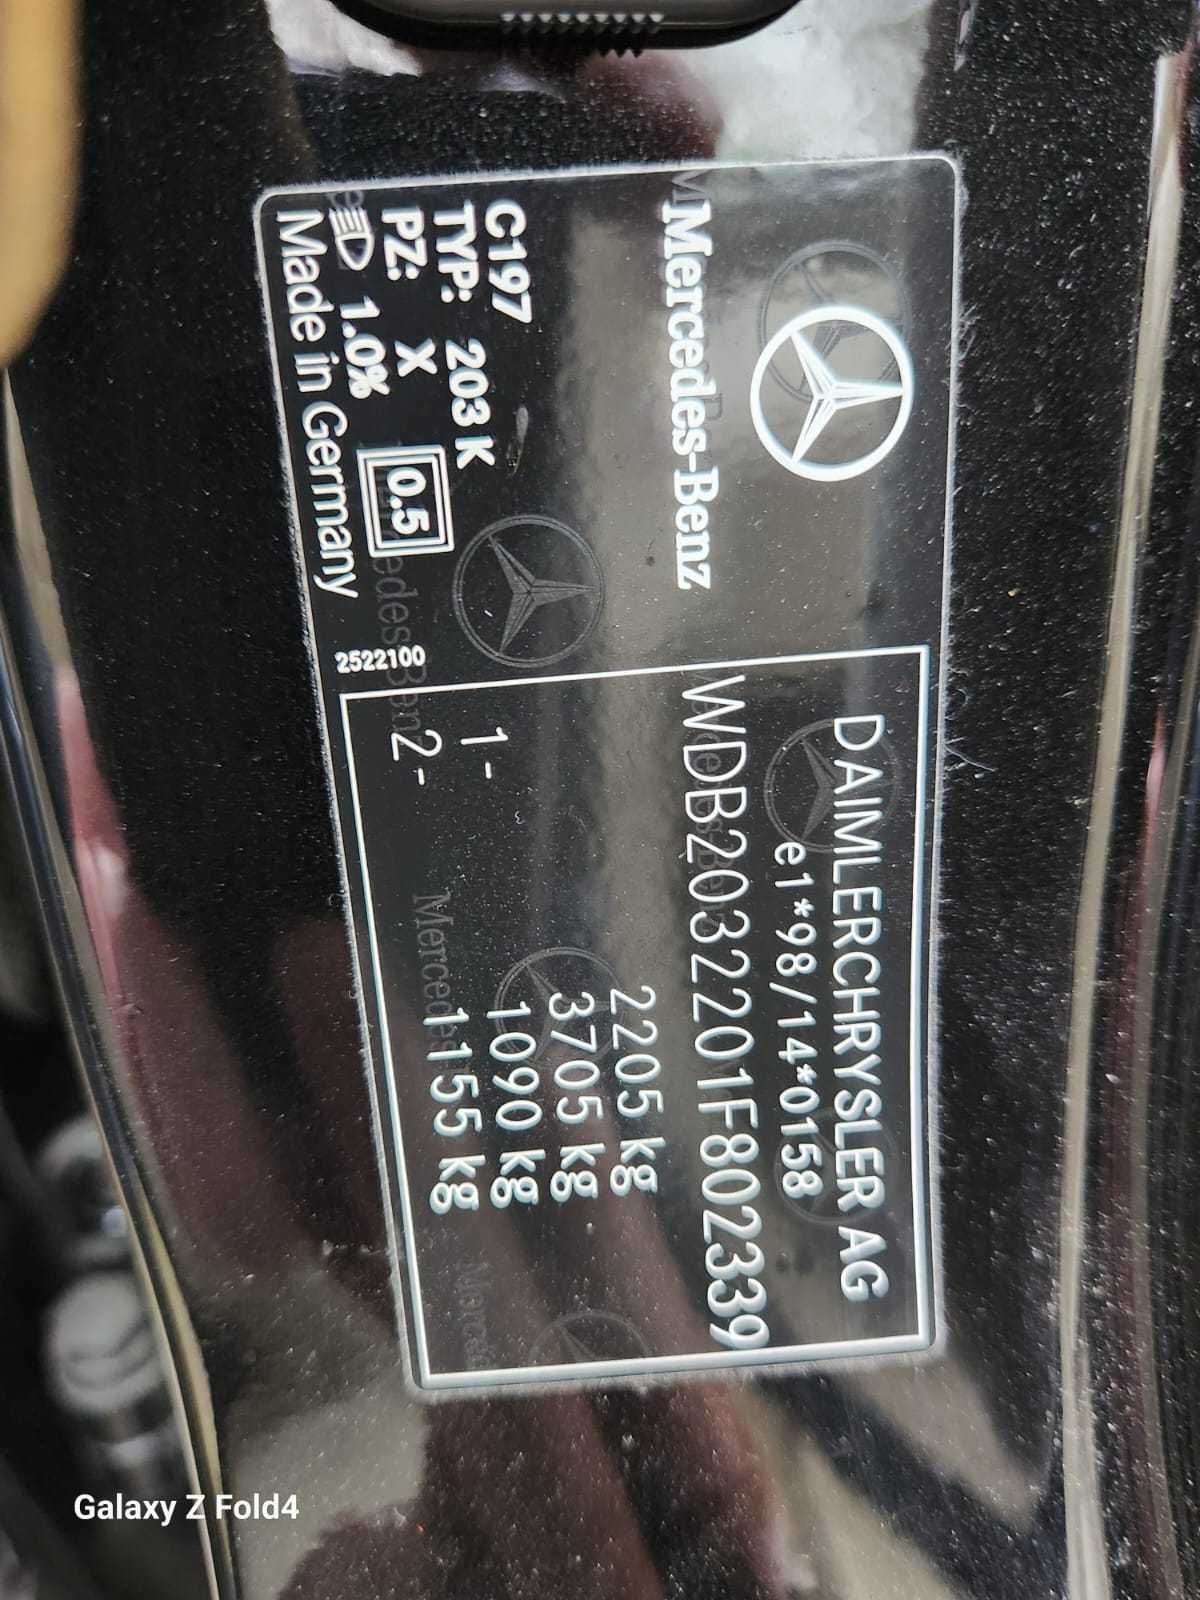 Mercedes-Benz
C197
TYP: 203 K
PZ: X 0.5
1.0%
Made in Germany
2522100
DAIMLERCHRYSLER AG
e1*98/14*0158
WDB2032201F802339
2205 kg
3705 kg
1- 1090 kg
2- 1155 kg
Galaxy Z Fold4